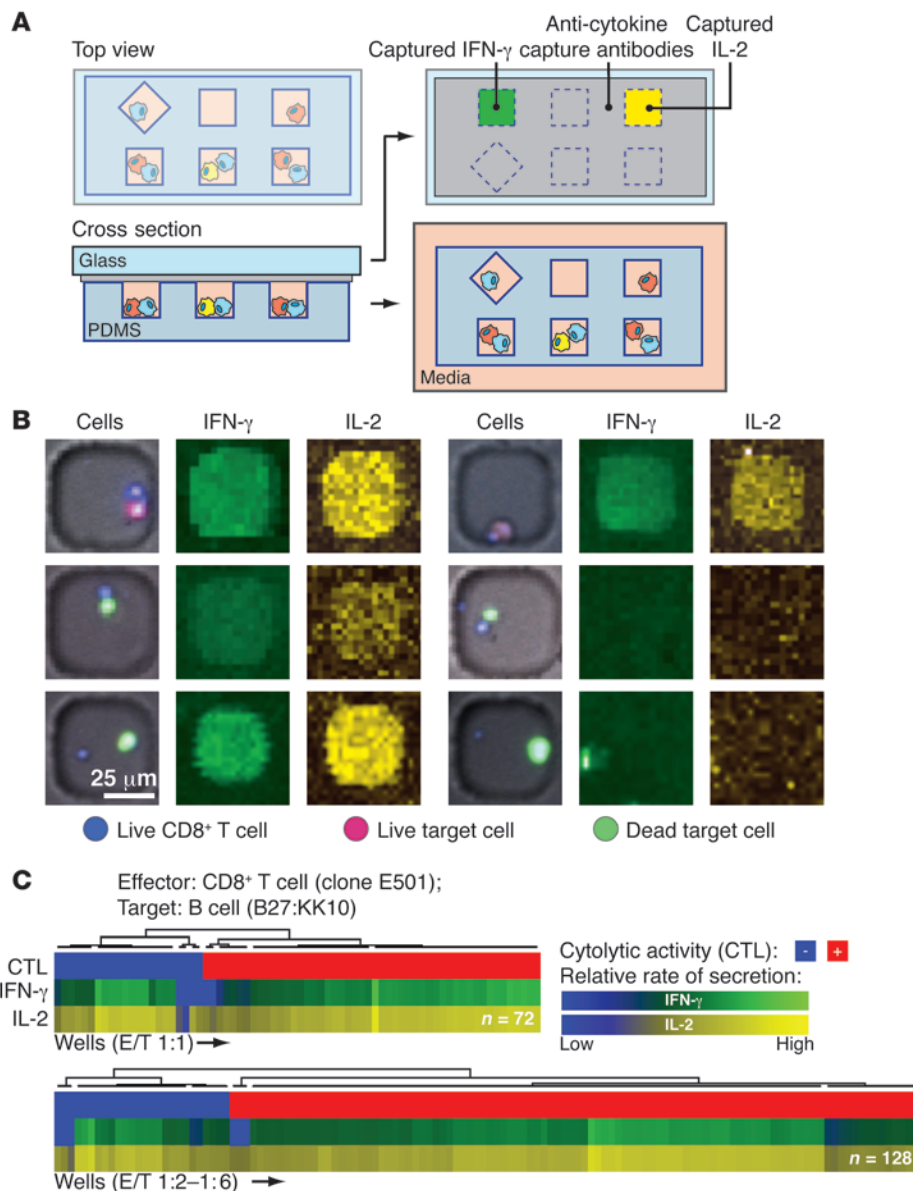 A
Top view
Anti-cytokine Captured
Captured IFN-γ capture antibodies IL-2
Cross section
Glass
PDMS
Media
B
Cells IFN-γ IL-2 Cells IFN-γ IL-2
25 μm
Live CD8⁺ T cell Live target cell Dead target cell
C
Effector: CD8⁺ T cell (clone E501);
Target: B cell (B27:KK10)
CTL
IFN-γ
IL-2
n = 72
Wells (E/T 1:1)
Cytolytic activity (CTL): - +
Relative rate of secretion:
IFN-γ
IL-2
Low High
n = 128
Wells (E/T 1:2–1:6)